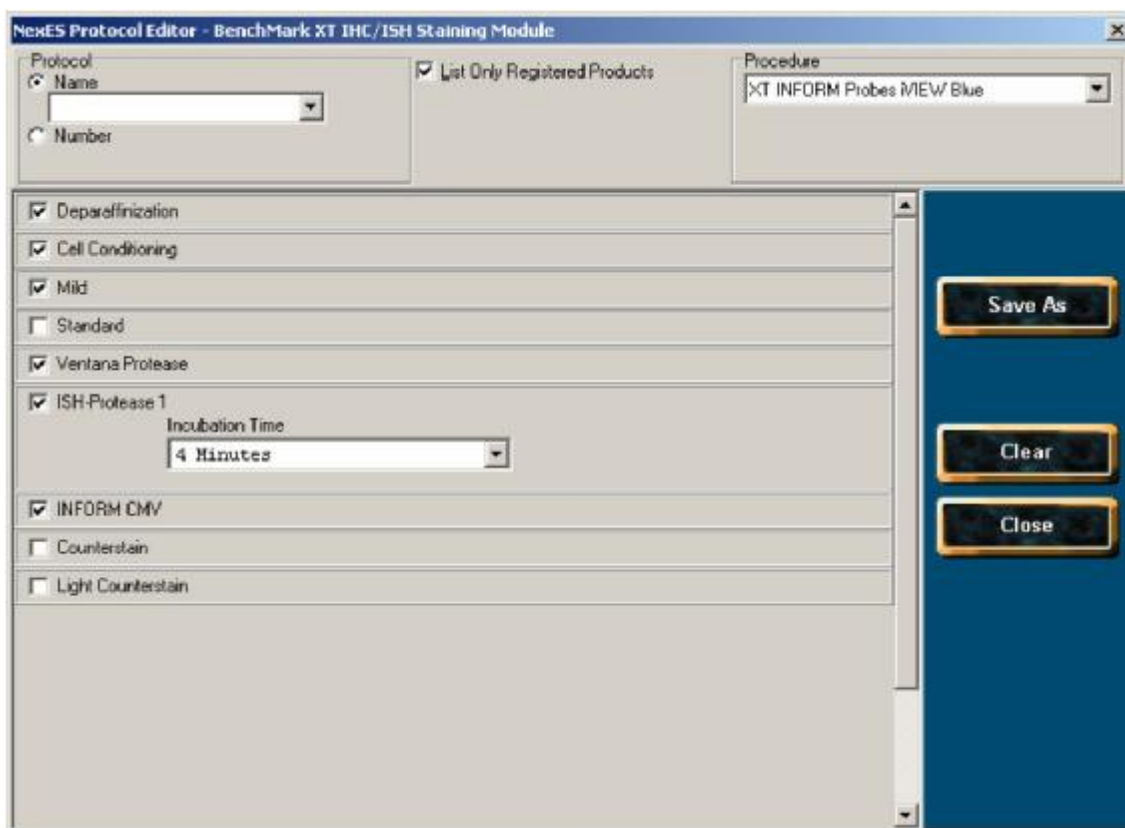 NexES Protocol Editor - BenchMark XT IHC/ISH Staining Module
Protocol
Name
Number
List Only Registered Products
Procedure
XT INFORM Probes iVIEW Blue
Deparaffinization
Cell Conditioning
Mild
Standard
Ventana Protease
ISH-Protease 1
Incubation Time
4 Minutes
INFORM CMV
Counterstain
Light Counterstain
Save As
Clear
Close